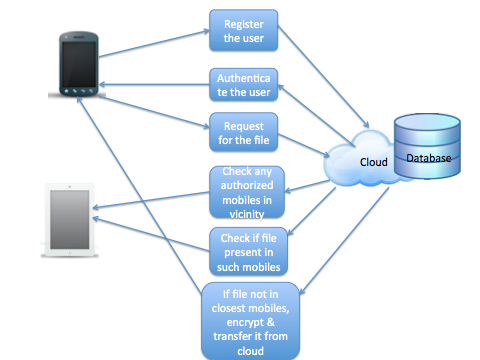 Register
the user
Authentica
te the user
Request
for the file
Cloud
Database
Check any
authorized
mobiles in
vicinity
Check if file
present in
such mobiles
If file not in
closest mobiles,
encrypt &
transfer it from
cloud